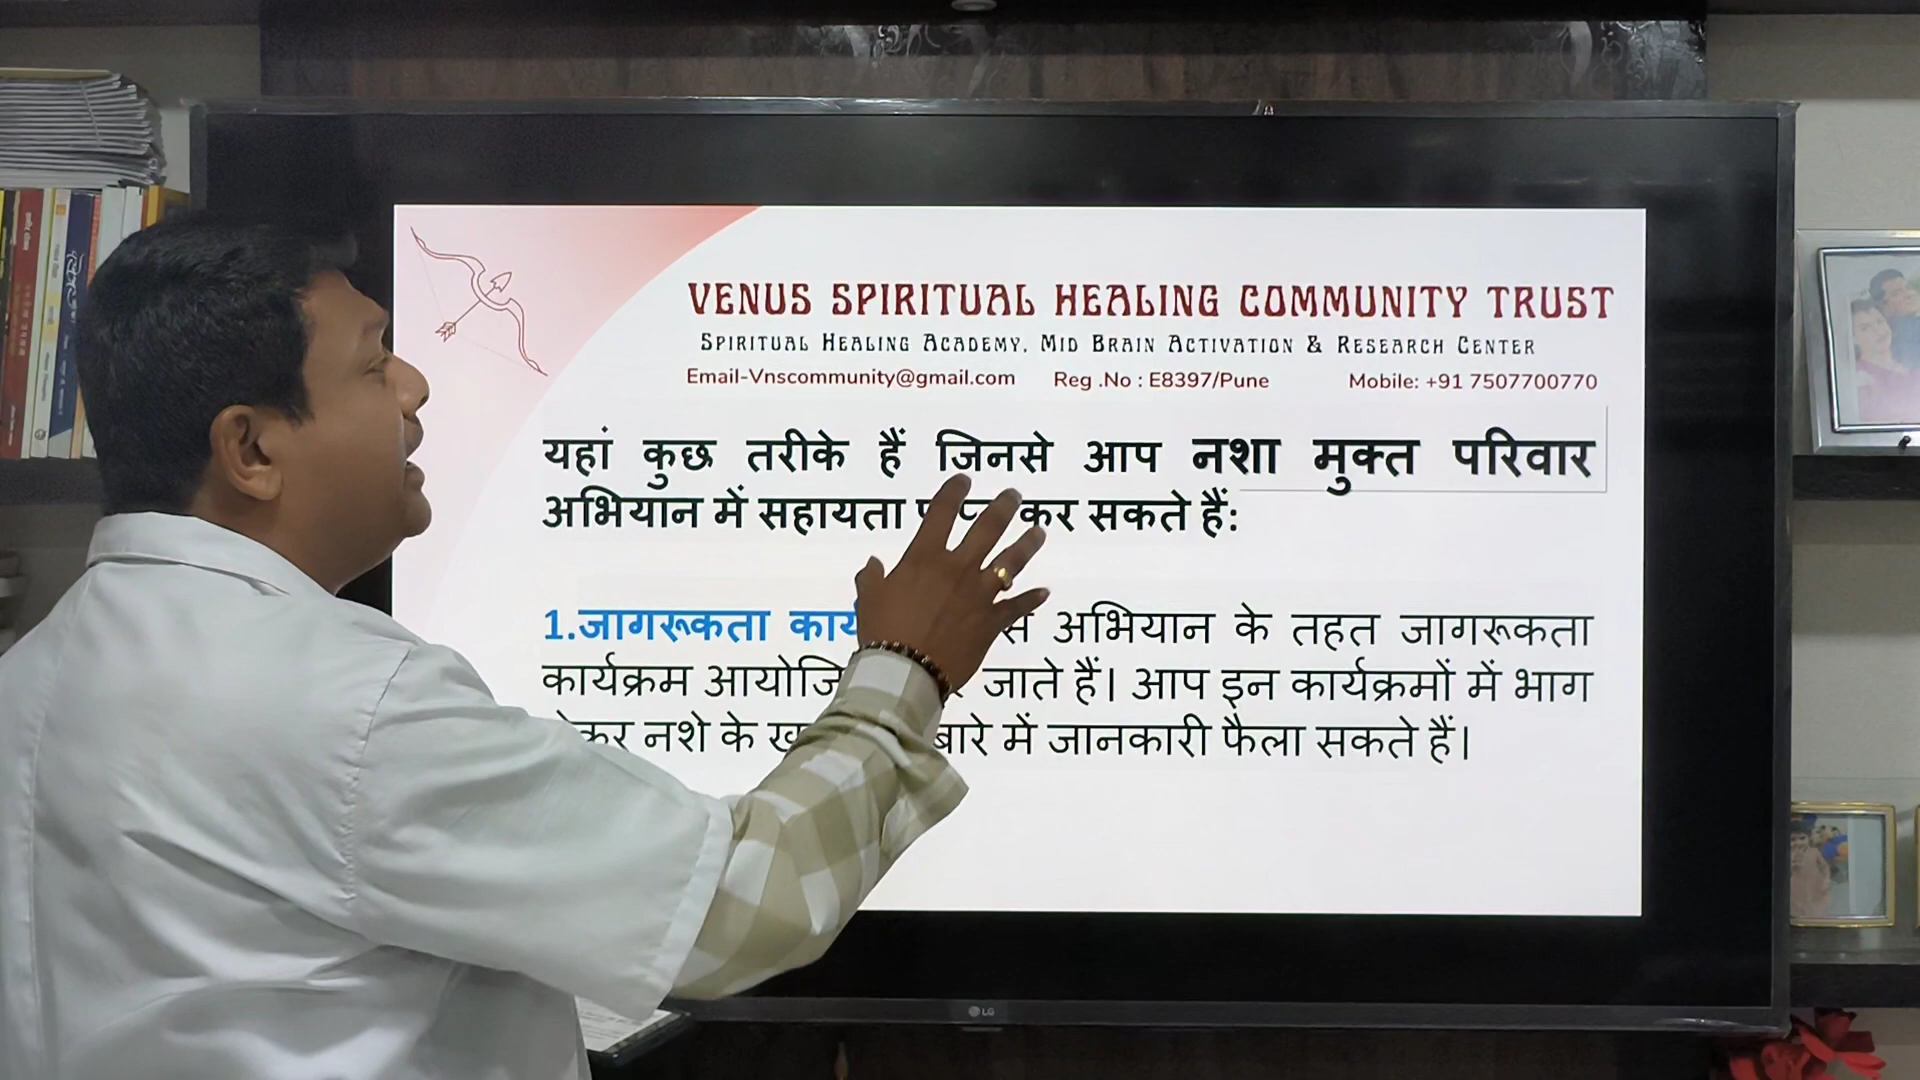 VENUS SPIRITUAL HEALING COMMUNITY TRUST
SPIRITUAL HEALING ACADEMY, MID BRAIN ACTIVATION & RESEARCH CENTER
Email-Vnscommunity@gmail.com Reg .No : E8397/Pune Mobile: +91 7507700770
यहां कुछ तरीके हैं जिनसे आप नशा मुक्त परिवार
अभियान में सहायता कर सकते हैं:
1.जागरूकता अभियान के तहत जागरूकता
कार्यक्रम जाते हैं। आप इन कार्यक्रमों में भाग
नशे के बारे में जानकारी फैला सकते हैं।
LG